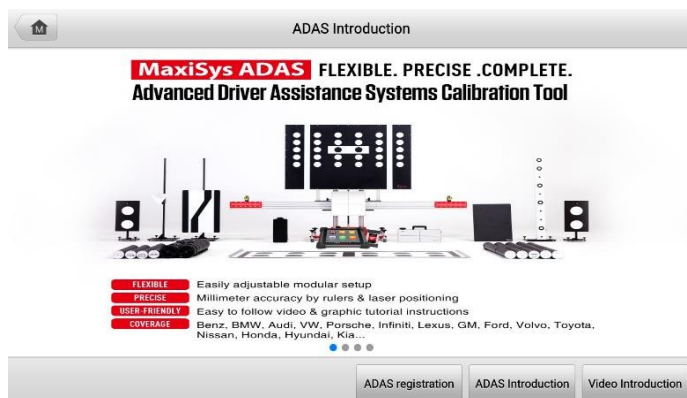 M
ADAS Introduction
MaxiSys ADAS FLEXIBLE. PRECISE .COMPLETE.
Advanced Driver Assistance Systems Calibration Tool
FLEXIBLE Easily adjustable modular setup
PRECISE Millimeter accuracy by rulers & laser positioning
USER-FRIENDLY Easy to follow video & graphic tutorial instructions
COVERAGE Benz, BMW, Audi, VW, Porsche, Infiniti, Lexus, GM, Ford, Volvo, Toyota,
Nissan, Honda, Hyundai, Kia...
ADAS registration ADAS Introduction Video Introduction